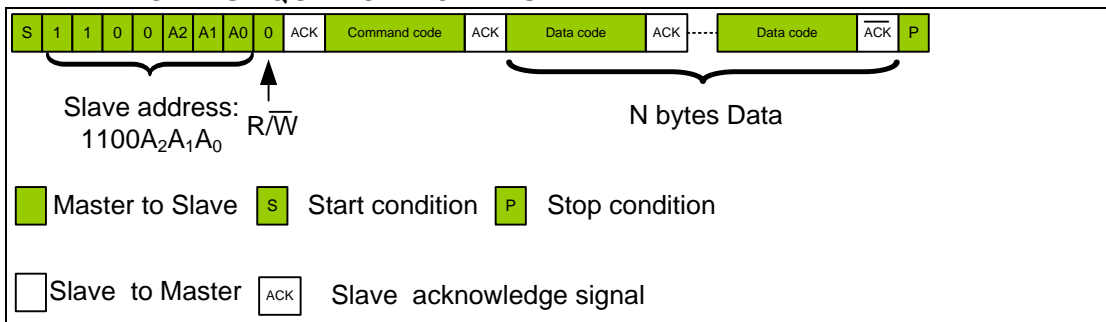 S 1 1 0 0 A2 A1 A0 0 ACK Command code ACK Data code ACK Data code A̅C̅K̅ P
Slave address:
1100A₂A₁A₀
R/W̅
N bytes Data
Master to Slave S Start condition P Stop condition
Slave to Master ACK Slave acknowledge signal